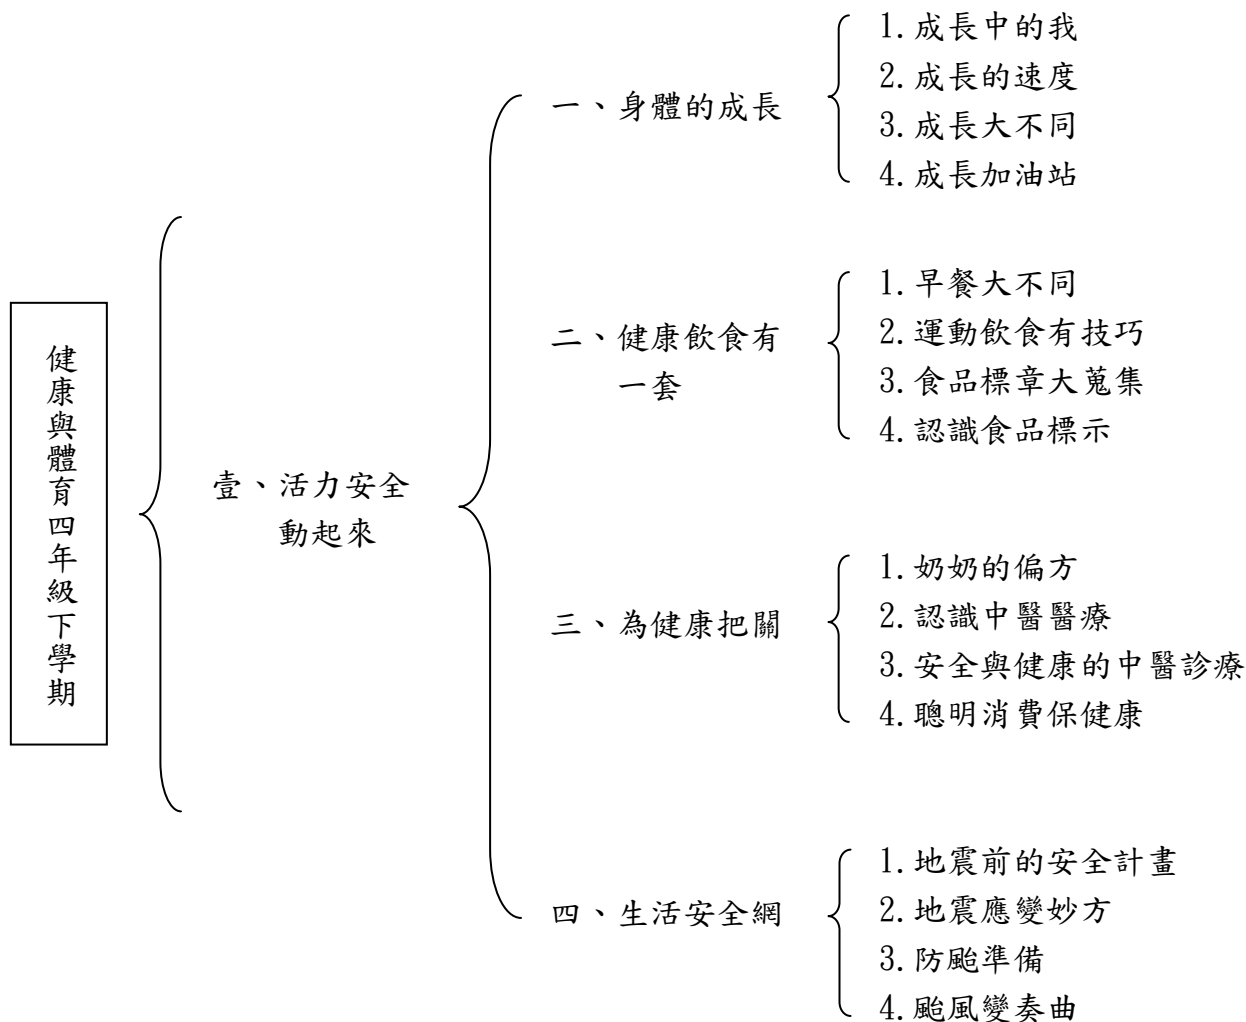 健康與體育四年級下學期
壹、活力安全
動起來
一、身體的成長
1.成長中的我
2.成長的速度
3.成長大不同
4.成長加油站
二、健康飲食有
一套
1.早餐大不同
2.運動飲食有技巧
3.食品標章大蒐集
4.認識食品標示
三、為健康把關
1.奶奶的偏方
2.認識中醫醫療
3.安全與健康的中醫診療
4.聰明消費保健康
四、生活安全網
1.地震前的安全計畫
2.地震應變妙方
3.防颱準備
4.颱風變奏曲